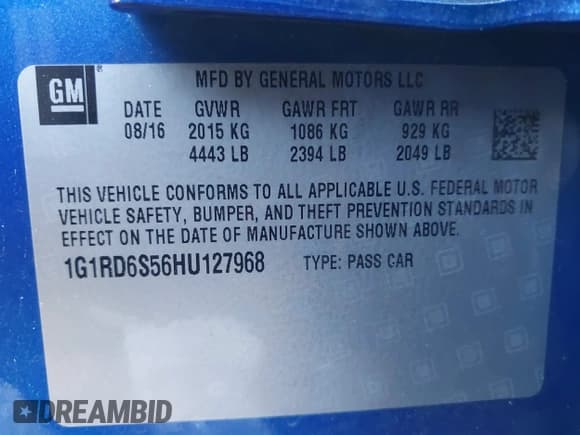 GM
MFD BY GENERAL MOTORS LLC
DATE GVWR GAWR FRT GAWR RR
08/16 2015 KG 1086 KG 929 KG
4443 LB 2394 LB 2049 LB
THIS VEHICLE CONFORMS TO ALL APPLICABLE U.S. FEDERAL MOTOR
VEHICLE SAFETY, BUMPER, AND THEFT PREVENTION STANDARDS IN
EFFECT ON THE DATE OF MANUFACTURE SHOWN ABOVE.
1G1RD6S56HU127968 TYPE: PASS CAR
DREAMBID